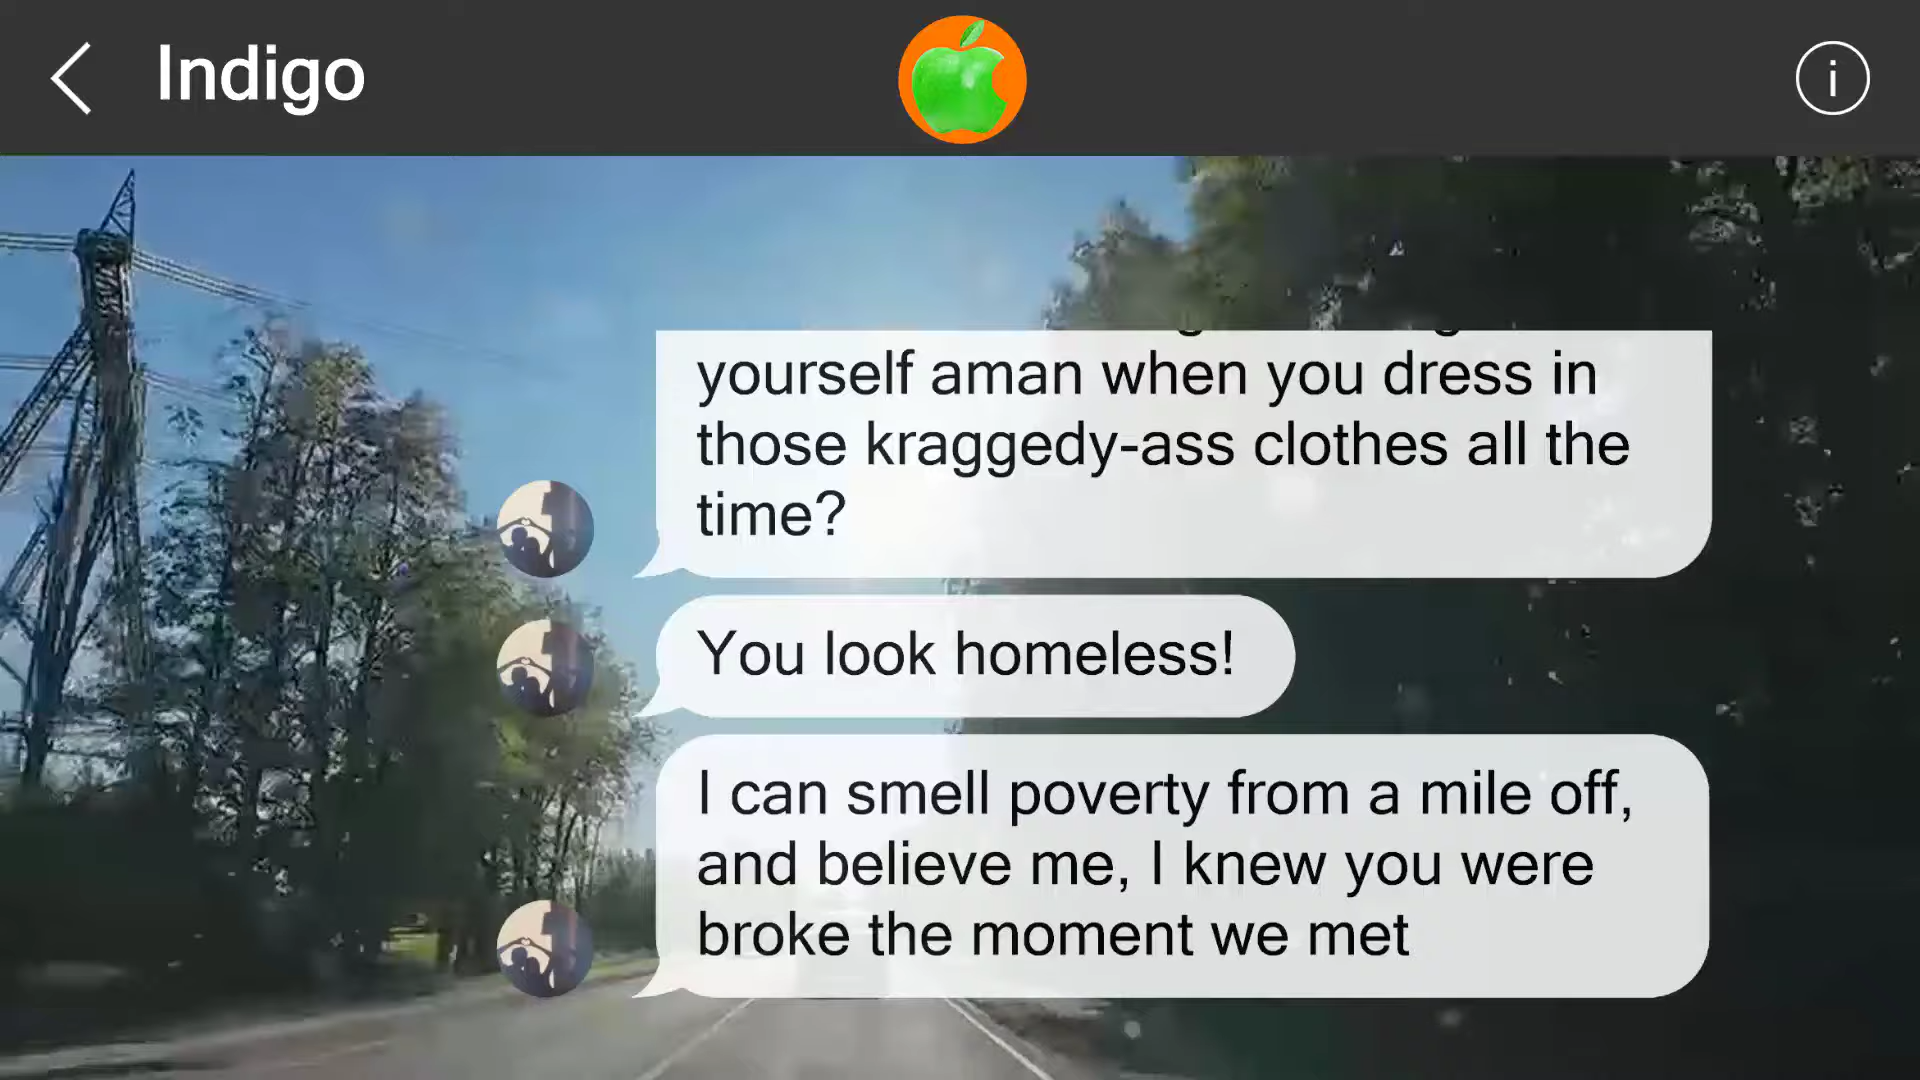 Indigo
yourself aman when you dress in
those kraggedy-ass clothes all the
time?
You look homeless!
I can smell poverty from a mile off,
and believe me, I knew you were
broke the moment we met